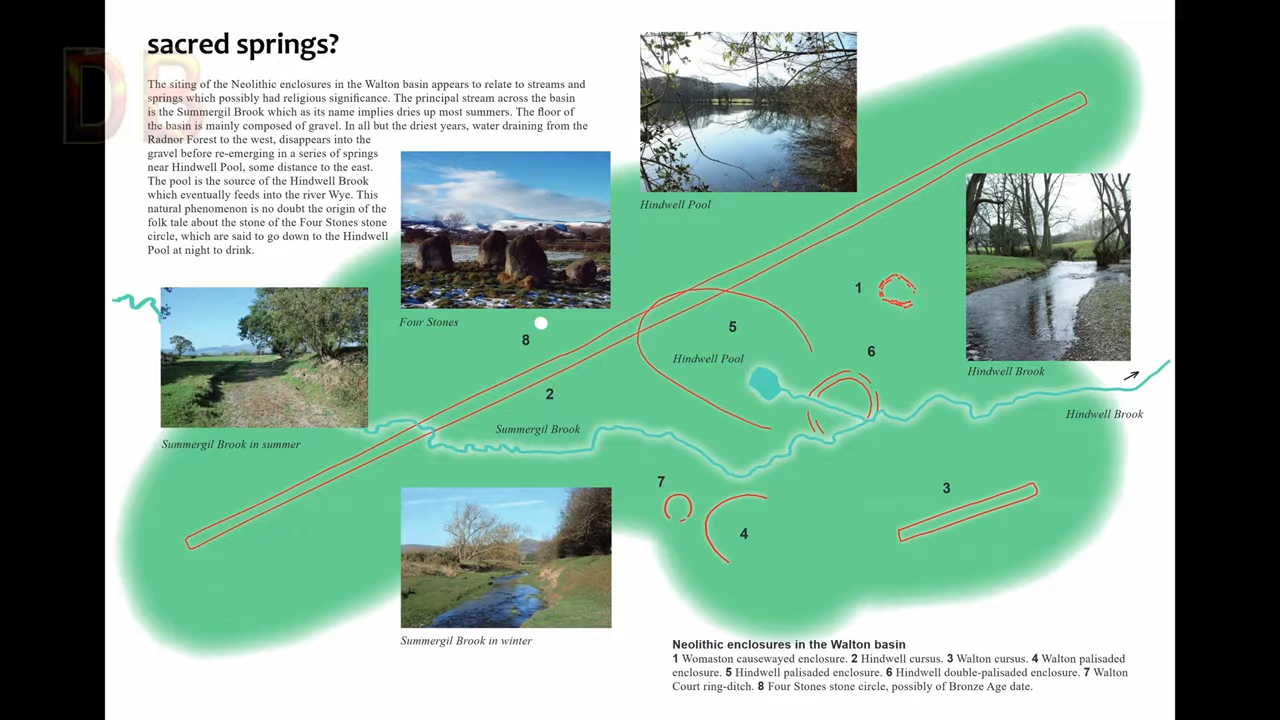 DB
sacred springs?
The siting of the Neolithic enclosures in the Walton basin appears to relate to streams and
springs which possibly had religious significance. The principal stream across the basin
is the Summergil Brook which as its name implies dries up most summers. The floor of
the basin is mainly composed of gravel. In all but the driest years, water draining from the
Radnor Forest to the west, disappears into the
gravel before re-emerging in a series of springs
near Hindwell Pool, some distance to the east.
The pool is the source of the Hindwell Brook
which eventually feeds into the river Wye. This
natural phenomenon is no doubt the origin of the
folk tale about the stone of the Four Stones stone
circle, which are said to go down to the Hindwell
Pool at night to drink.
Hindwell Pool
Four Stones
8
1
5
Hindwell Pool
6
Hindwell Brook
Hindwell Brook
2
Summergil Brook
Summergil Brook in summer
7
3
4
Summergil Brook in winter
Neolithic enclosures in the Walton basin
1 Womaston causewayed enclosure. 2 Hindwell cursus. 3 Walton cursus. 4 Walton palisaded
enclosure. 5 Hindwell palisaded enclosure. 6 Hindwell double-palisaded enclosure. 7 Walton
Court ring-ditch. 8 Four Stones stone circle, possibly of Bronze Age date.